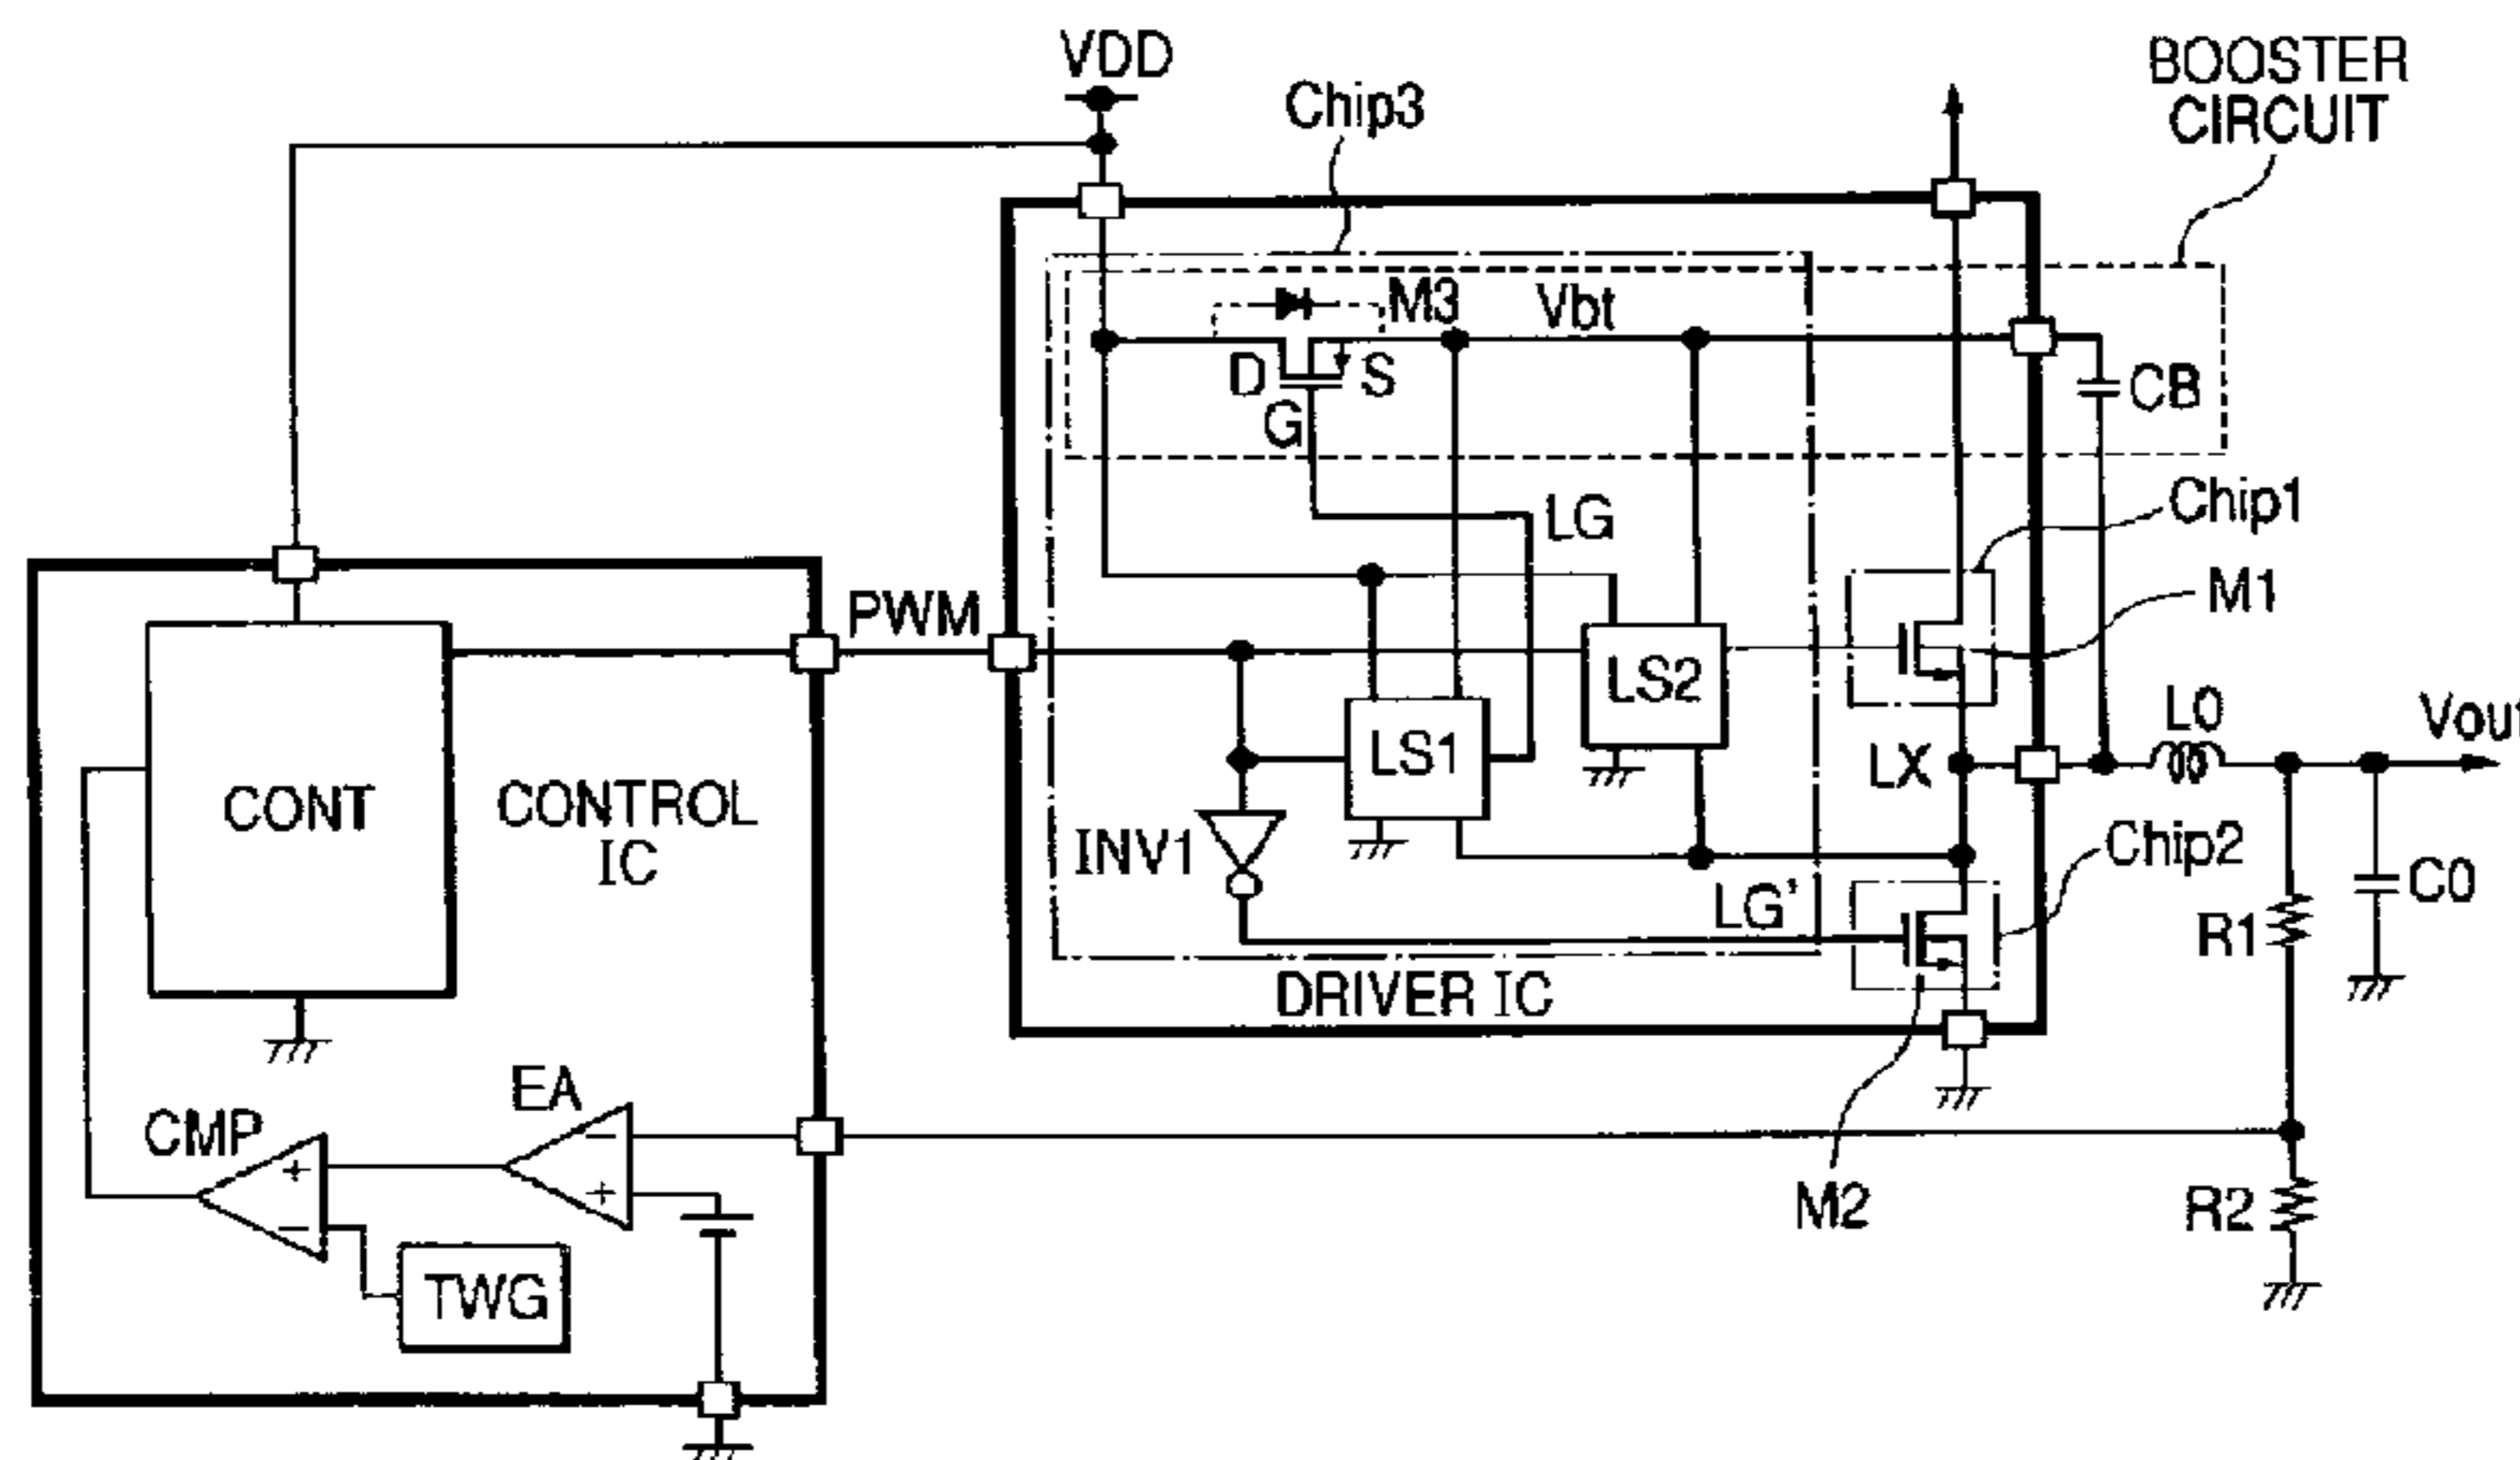 VDD
BOOSTER
CIRCUIT
Chip3
M3
Vbt
D
S
G
CB
LG
Chip1
M1
PWM
LS2
LS1
LX
L0
CONT
CONTROL
IC
INV1
Chip2
LG'
C0
R1
DRIVER IC
EA
CMP
−
+
+
−
M2
R2
TWG